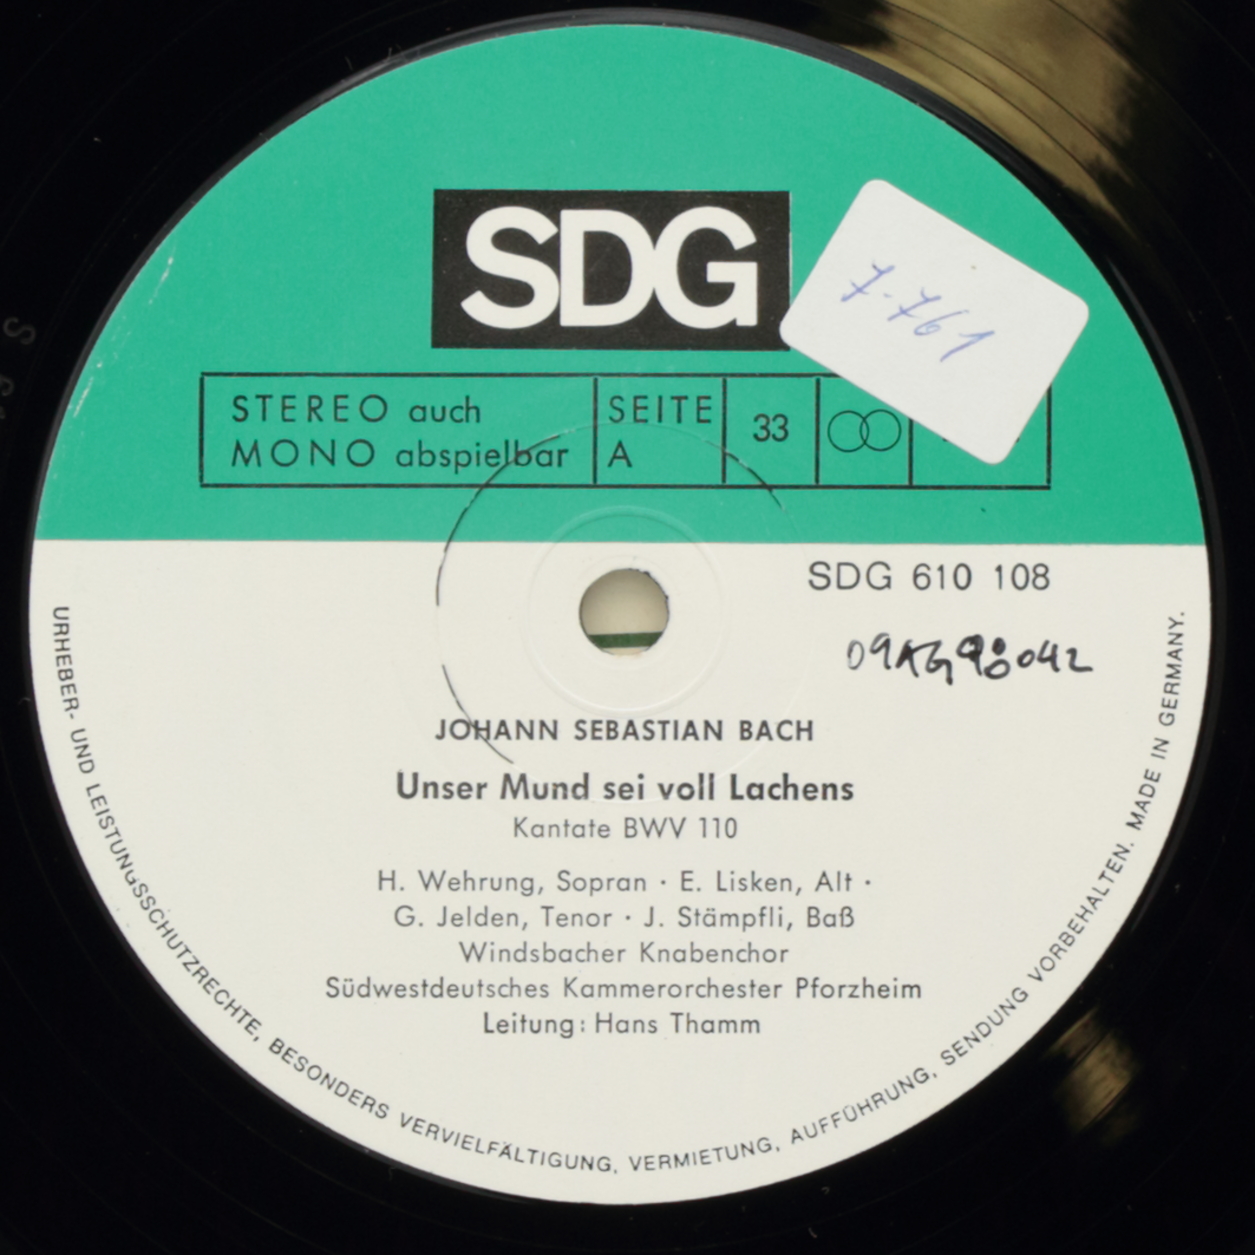 SDG
7-761
STEREO auch
MONO abspielbar
SEITE
A
33
SDG 610 108
JOHANN SEBASTIAN BACH
Unser Mund sei voll Lachens
Kantate BWV 110
H. Wehrung, Sopran · E. Lisken, Alt ·
G. Jelden, Tenor · J. Stämpfli, Baß
Windsbacher Knabenchor
Südwestdeutsches Kammerorchester Pforzheim
Leitung: Hans Thamm
URHEBER- UND LEISTUNGSSCHUTZRECHTE, BESONDERS VERVIELFÄLTIGUNG, VERMIETUNG, AUFFÜHRUNG, SENDUNG VORBEHALTEN. MADE IN GERMANY.